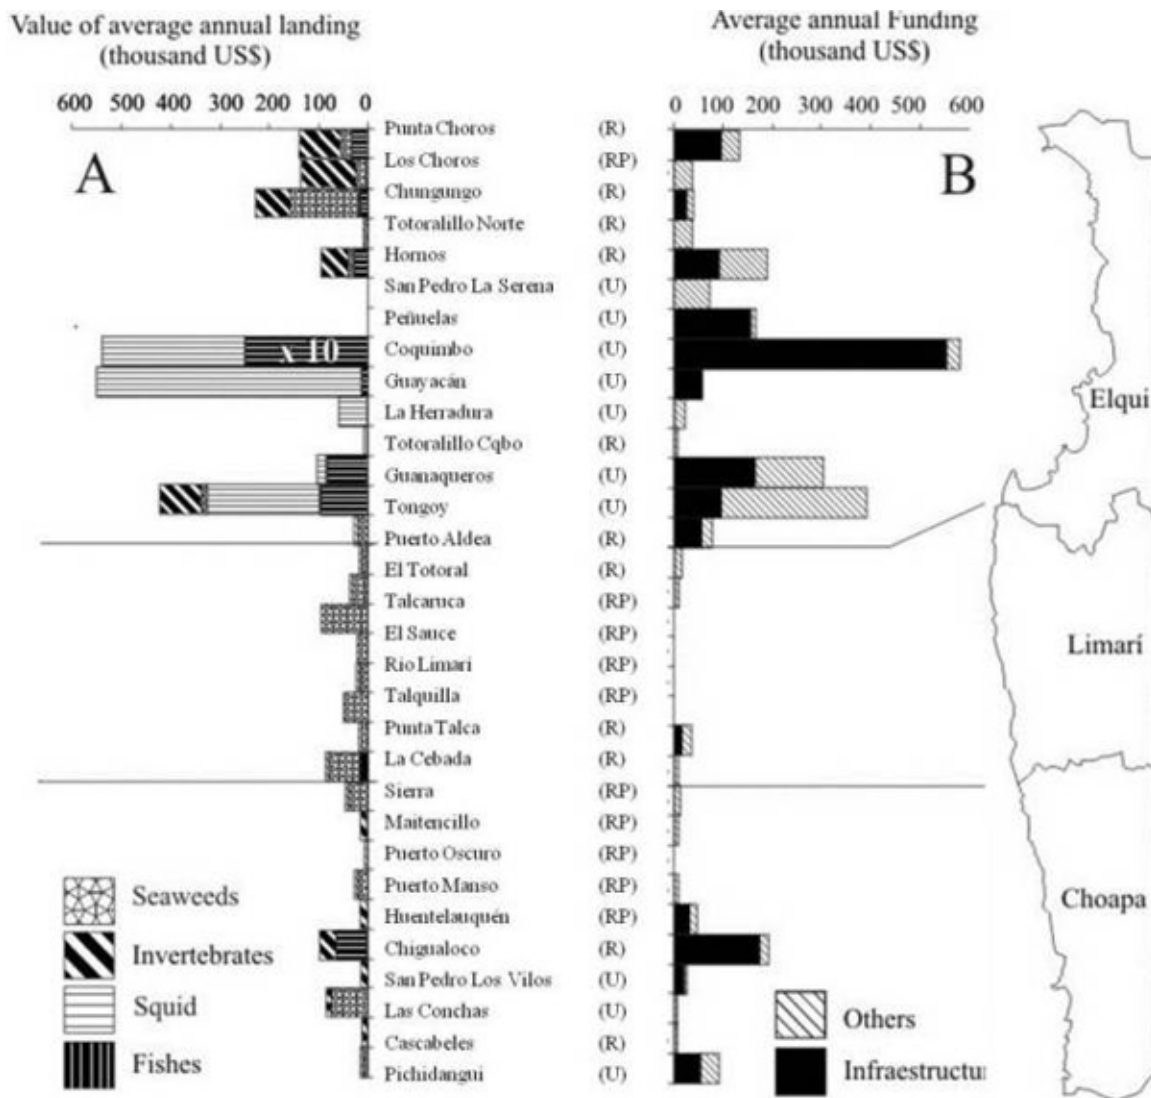 Value of average annual landing
(thousand US$)
Average annual Funding
(thousand US$)
600 500 400 300 200 100 0
0 100 200 300 400 500 600
A
B
Punta Choros (R)
Los Choros (RP)
Chungungo (R)
Totoralillo Norte (R)
Hornos (R)
San Pedro La Serena (U)
Peñuelas (U)
x 10
Coquimbo (U)
Guayacán (U)
La Herradura (U)
Totoralillo Cqbo (R)
Guanaqueros (U)
Tongoy (U)
Puerto Aldea (R)
El Totoral (R)
Talcaruca (RP)
El Sauce (RP)
Rio Limari (RP)
Talquilla (RP)
Punta Talca (R)
La Cebada (R)
Sierra (RP)
Maitencillo (RP)
Puerto Oscuro (RP)
Puerto Manso (RP)
Huentelauquén (RP)
Chigualoco (R)
San Pedro Los Vilos (U)
Las Conchas (U)
Cascabeles (R)
Pichidangui (U)
Seaweeds
Invertebrates
Squid
Fishes
Others
Infraestructu
Elqui
Limarí
Choapa